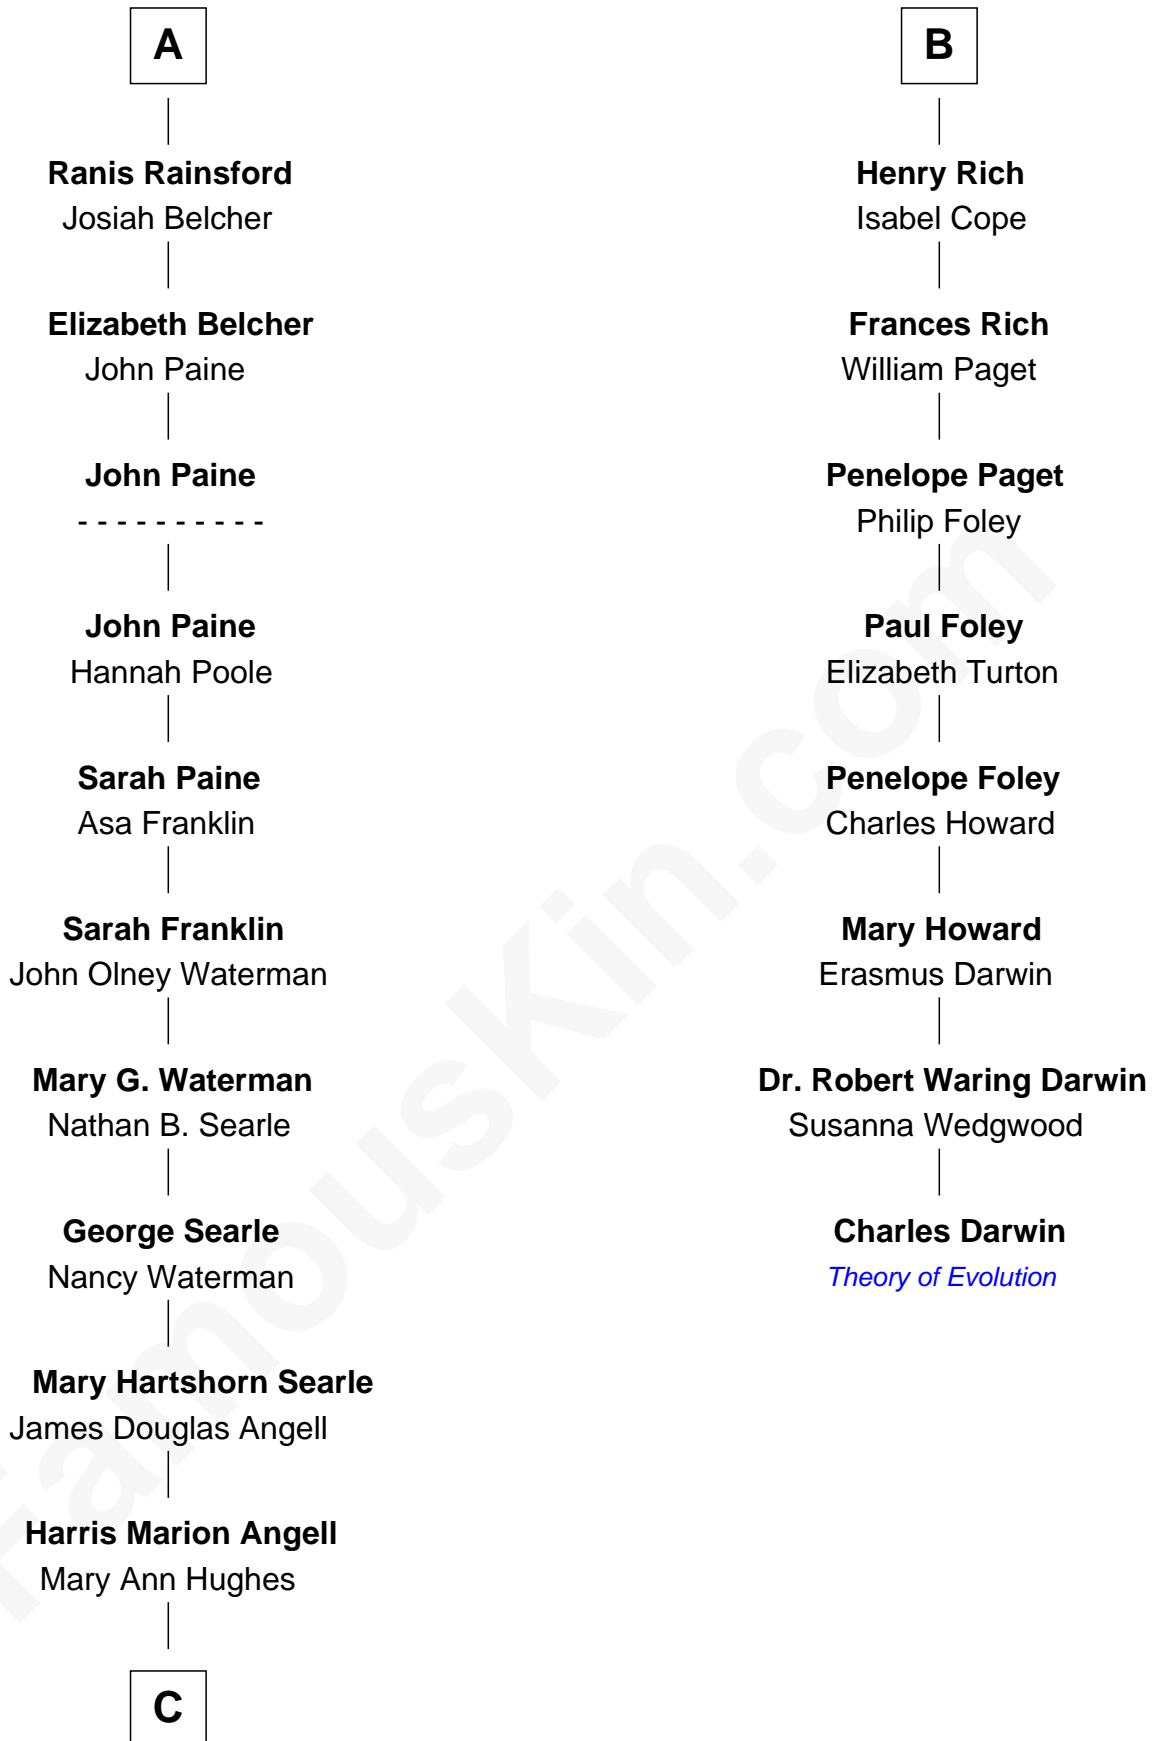 A
Ranis Rainsford
Josiah Belcher
Elizabeth Belcher
John Paine
John Paine
- - - - - - - - - -
John Paine
Hannah Poole
Sarah Paine
Asa Franklin
Sarah Franklin
John Olney Waterman
Mary G. Waterman
Nathan B. Searle
George Searle
Nancy Waterman
Mary Hartshorn Searle
James Douglas Angell
Harris Marion Angell
Mary Ann Hughes
C
B
Henry Rich
Isabel Cope
Frances Rich
William Paget
Penelope Paget
Philip Foley
Paul Foley
Elizabeth Turton
Penelope Foley
Charles Howard
Mary Howard
Erasmus Darwin
Dr. Robert Waring Darwin
Susanna Wedgwood
Charles Darwin
Theory of Evolution
FamousKin.com